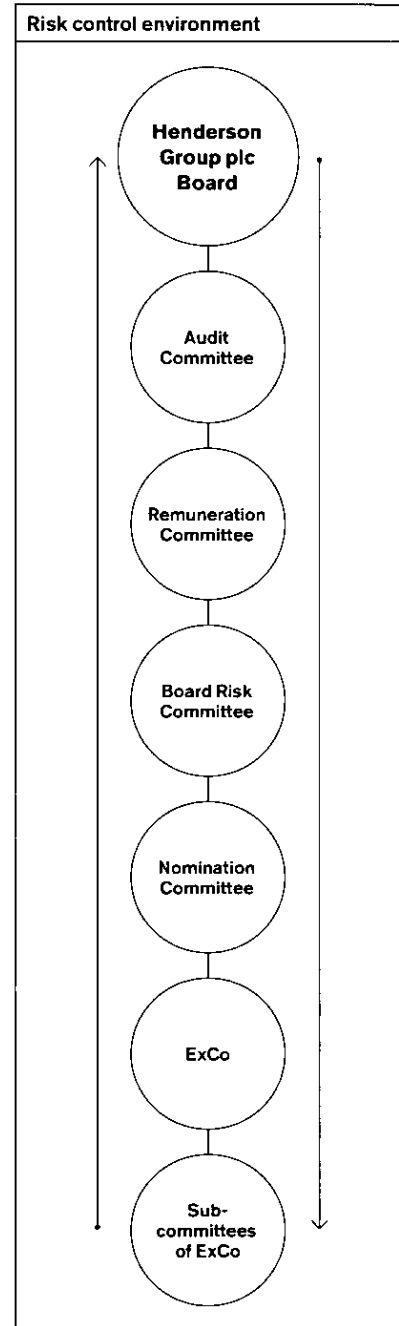 Risk control environment
Henderson
Group plc
Board
Audit
Committee
Remuneration
Committee
Board Risk
Committee
Nomination
Committee
ExCo
Sub-
committees
of ExCo